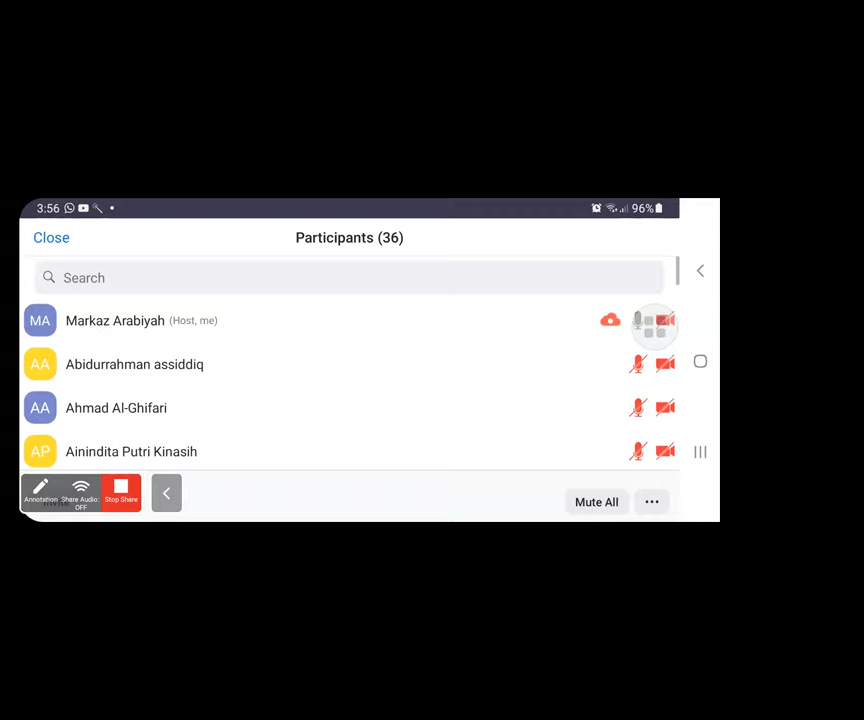 3:56 96%
Close Participants (36)
Search
MA Markaz Arabiyah (Host, me)
AA Abidurrahman assiddiq
AA Ahmad Al-Ghifari
AP Ainindita Putri Kinasih
Annotation Share Audio: OFF Stop Share
Mute All